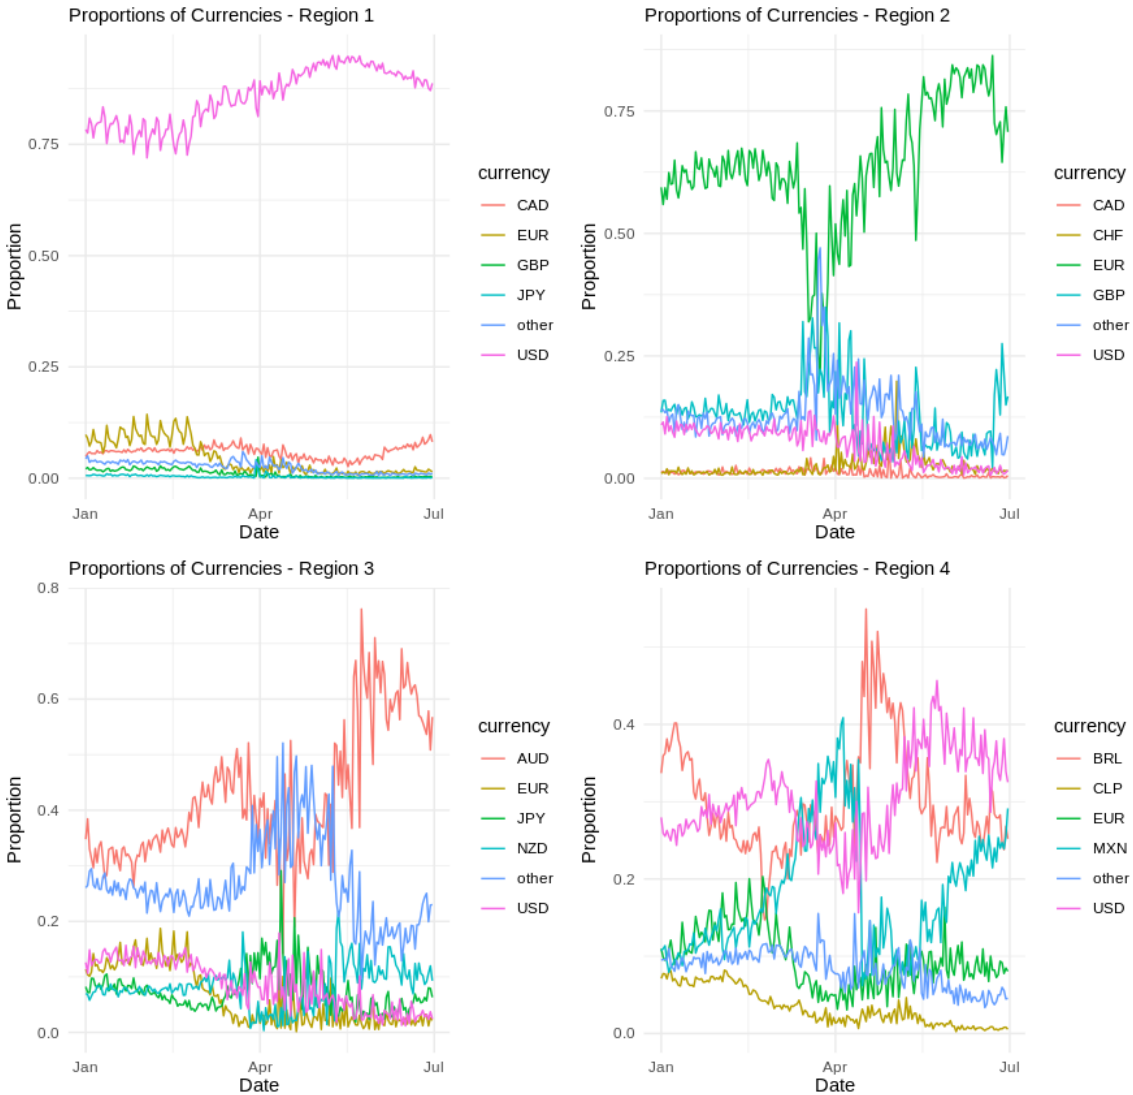 Proportions of Currencies - Region 1
Proportion
0.75
0.50
0.25
0.00
Jan
Apr
Jul
Date
currency
CAD
EUR
GBP
JPY
other
USD
Proportions of Currencies - Region 2
Proportion
0.75
0.50
0.25
0.00
Jan
Apr
Jul
Date
currency
CAD
CHF
EUR
GBP
other
USD
Proportions of Currencies - Region 3
Proportion
0.8
0.6
0.4
0.2
0.0
Jan
Apr
Jul
Date
currency
AUD
EUR
JPY
NZD
other
USD
Proportions of Currencies - Region 4
Proportion
0.4
0.2
0.0
Jan
Apr
Jul
Date
currency
BRL
CLP
EUR
MXN
other
USD